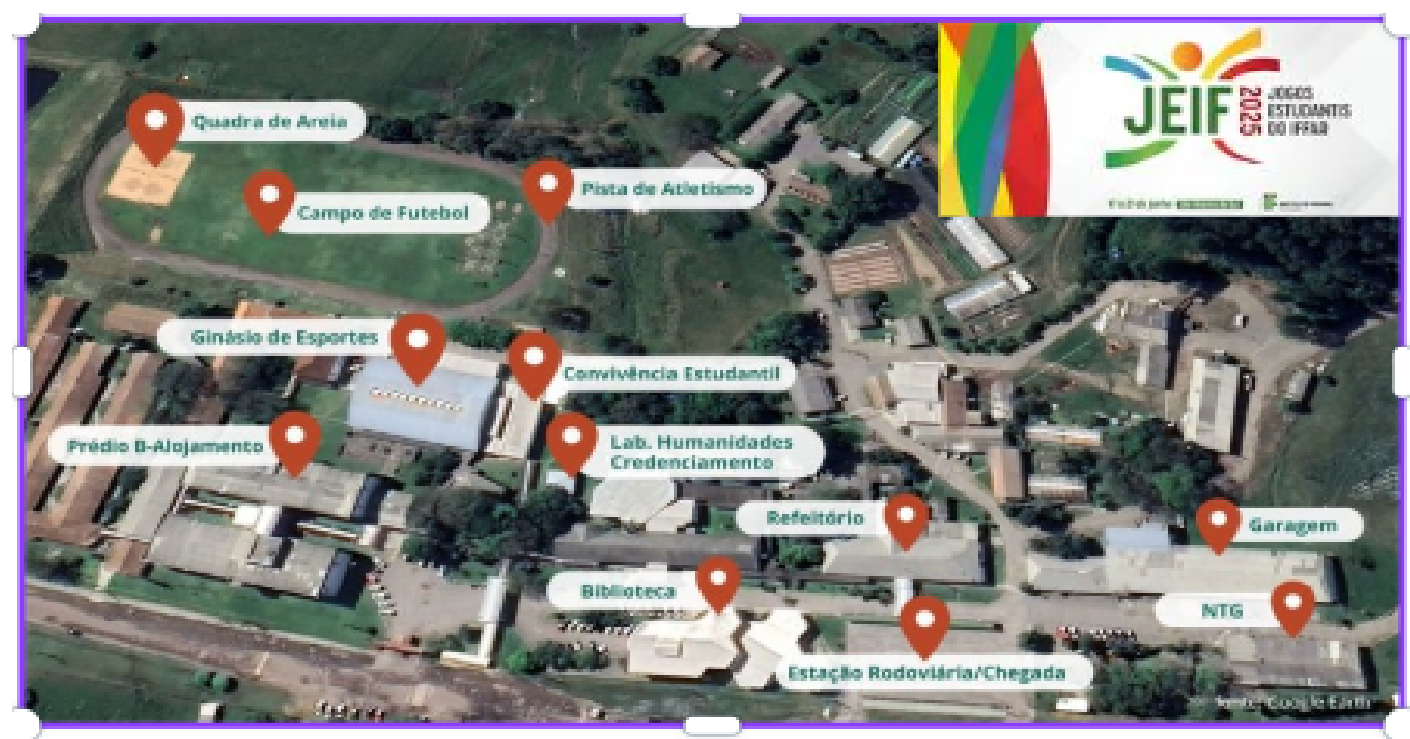 JEIF
2025
JOGOS
ESTUDANTIS
DO IFFAR
Quadra de Areia
Pista de Atletismo
Campo de Futebol
Ginásio de Esportes
Convivência Estudantil
Prédio B-Alojamento
Lab. Humanidades
Credenciamento
Refeitório
Garagem
Biblioteca
NTG
Estação Rodoviária/Chegada
fonte: Google Earth